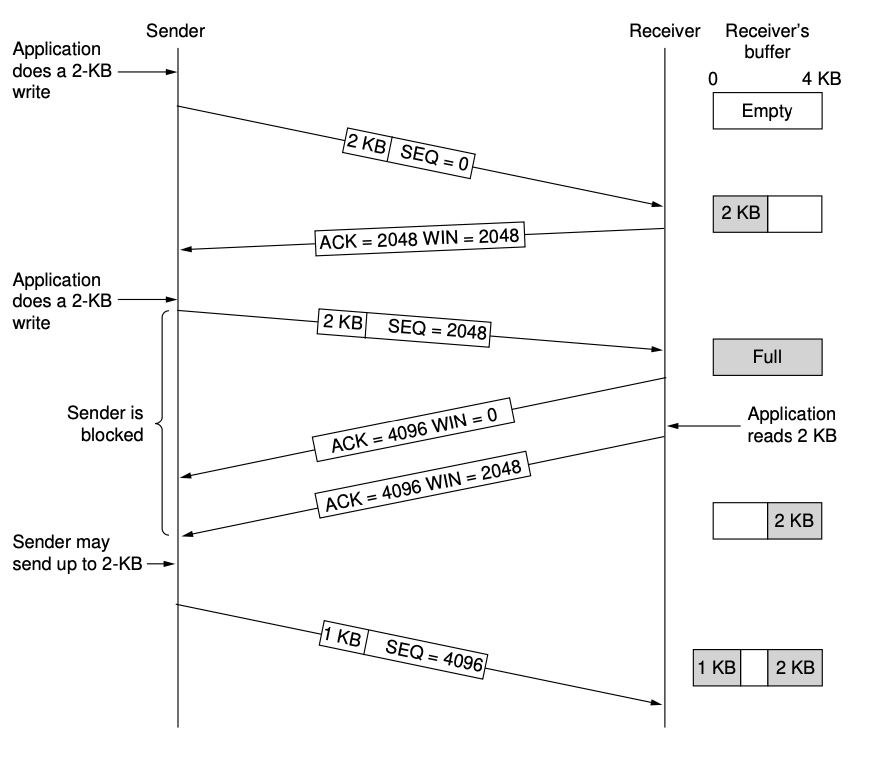 Sender
Receiver
Receiver's
buffer
Application
does a 2-KB
write
0
4 KB
Empty
2 KB
SEQ = 0
2 KB
ACK = 2048 WIN = 2048
Application
does a 2-KB
write
2 KB
SEQ = 2048
Full
Sender is
blocked
ACK = 4096 WIN = 0
Application
reads 2 KB
ACK = 4096 WIN = 2048
2 KB
Sender may
send up to 2-KB
1 KB
SEQ = 4096
1 KB
2 KB